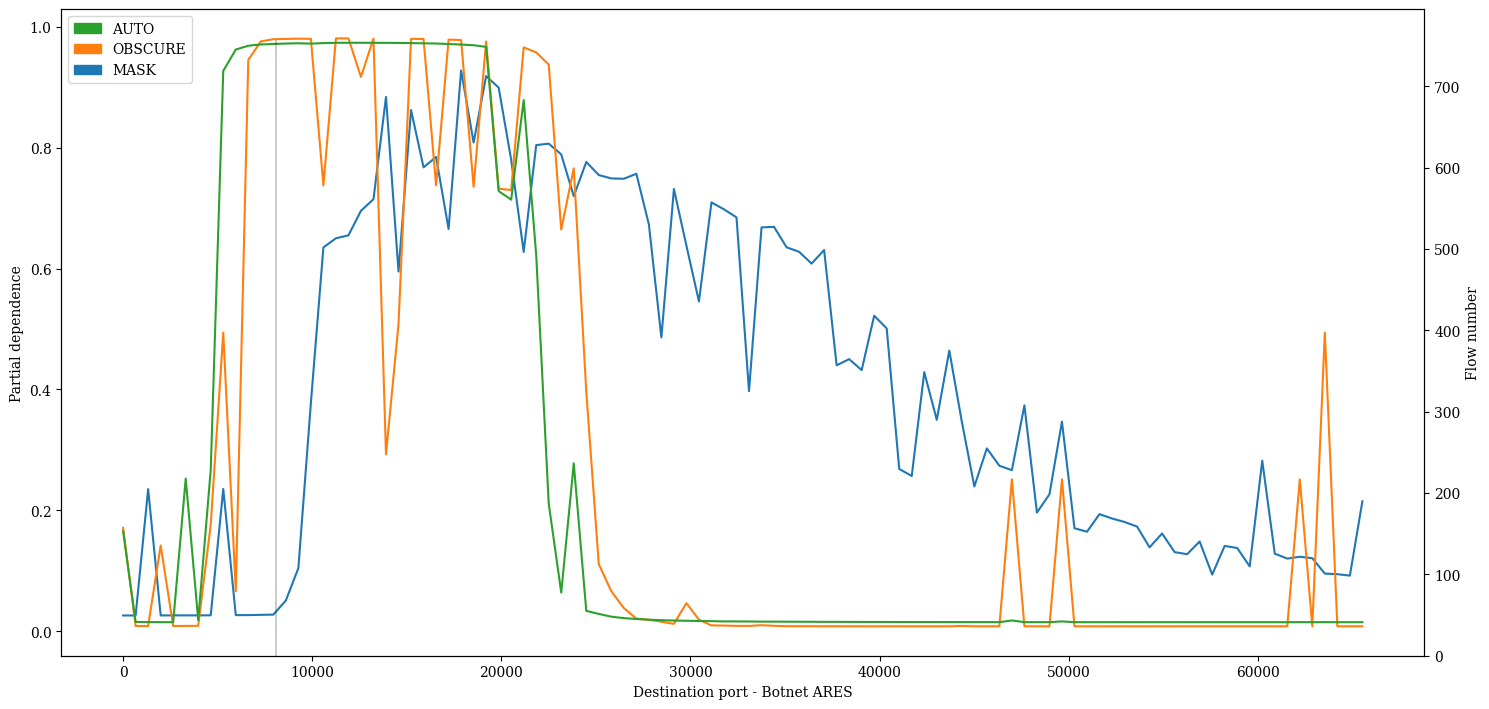 AUTO
OBSCURE
MASK
1.0
0.8
0.6
0.4
0.2
0.0
Partial dependence
700
600
500
400
300
200
100
0
Flow number
0 10000 20000 30000 40000 50000 60000
Destination port - Botnet ARES